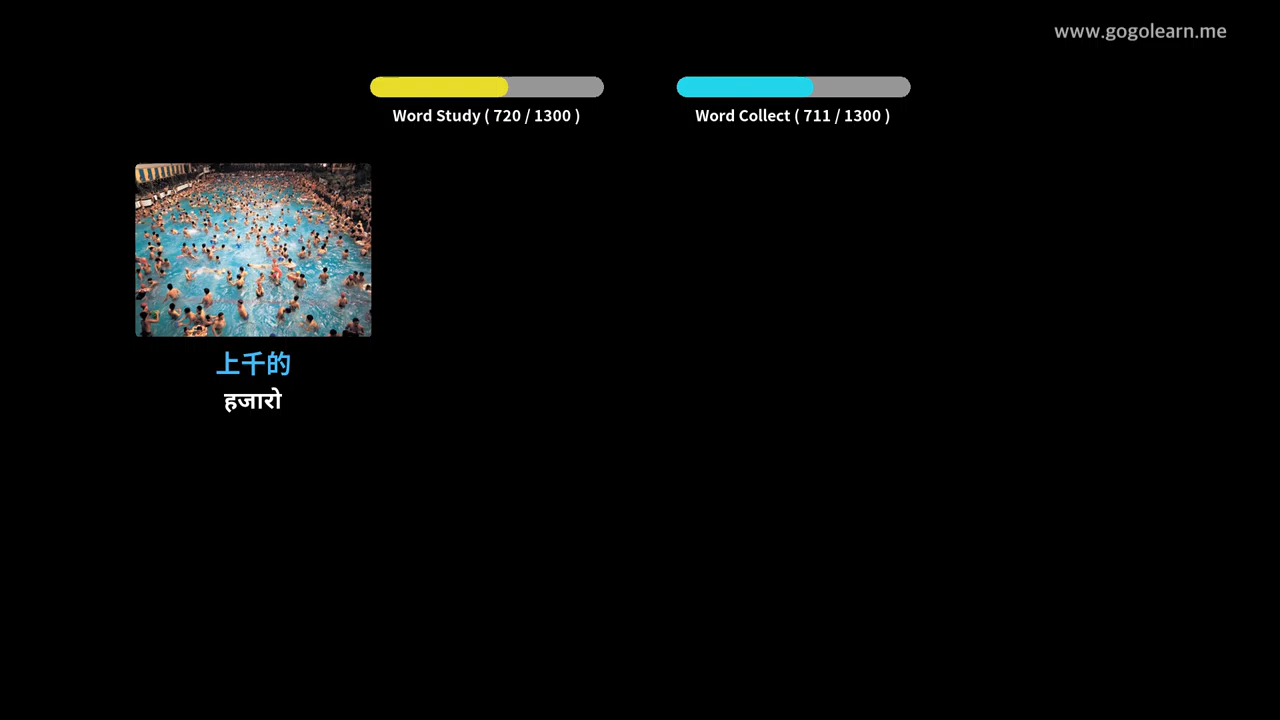 www.gogolearn.me
Word Study ( 720 / 1300 )
Word Collect ( 711 / 1300 )
上千的
हजारो